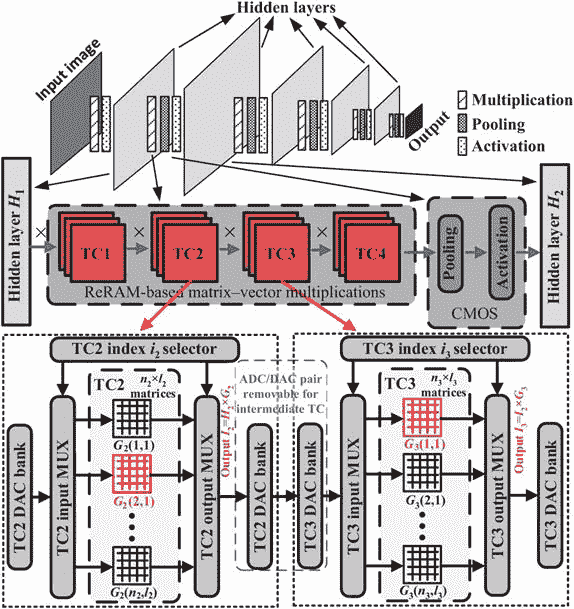 Hidden layers
Input image
Output
Multiplication
Pooling
Activation
Hidden layer H1
× TC1 × TC2 × TC3 × TC4
Pooling
Activation
Hidden layer H2
ReRAM-based matrix–vector multiplications
CMOS
TC2 index i2 selector
TC2 DAC bank
TC2 input MUX
TC2
n2×l2
matrices
G2(1,1)
G2(2,1)
G2(n2,l2)
TC2 output MUX
Output I2=H2×G2
TC2 DAC bank
ADC/DAC pair
removable for
intermediate TC
TC3 index i3 selector
TC3 DAC bank
TC3 input MUX
TC3
n3×l3
matrices
G3(1,1)
G3(2,1)
G3(n3,l3)
TC3 output MUX
Output I3=I2×G3
TC3 DAC bank